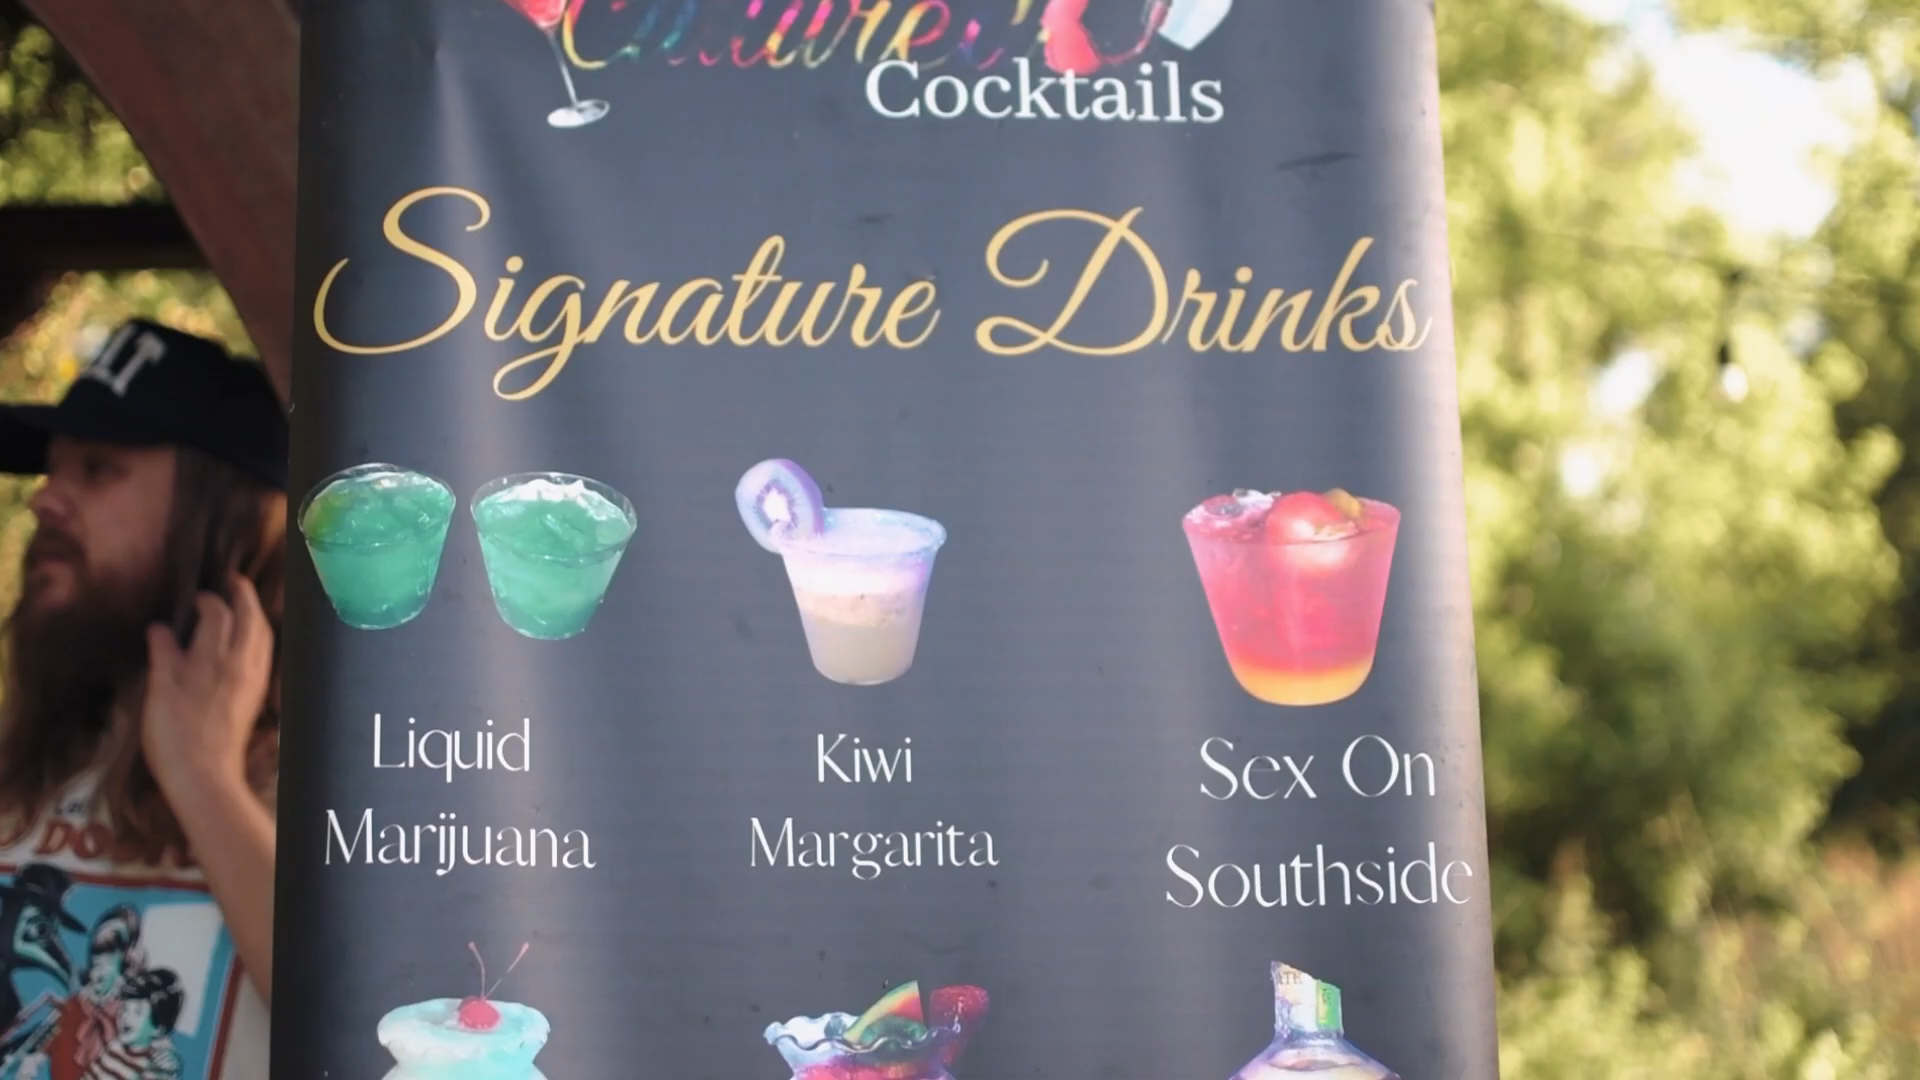 Cocktails
Signature Drinks
Liquid
Marijuana
Kiwi
Margarita
Sex On
Southside